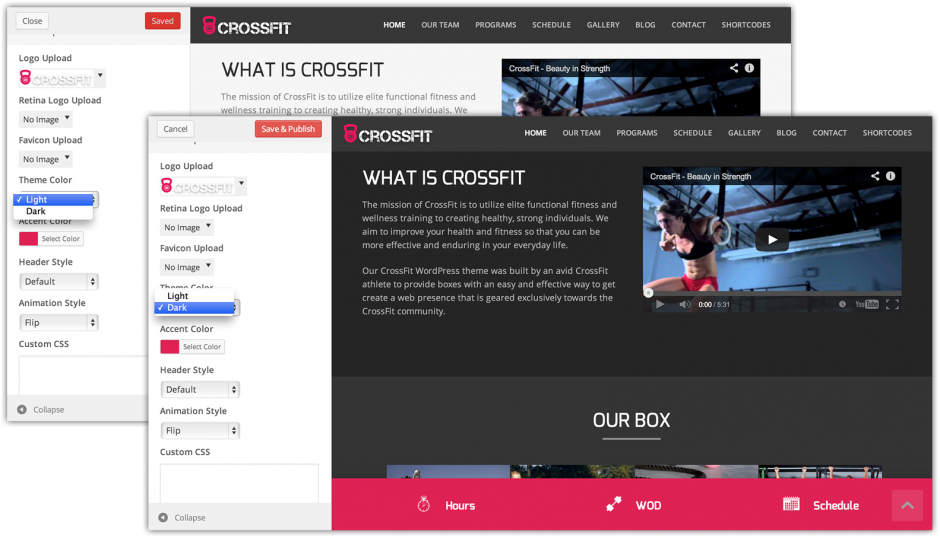 Close
Saved
CROSSFIT
HOME OUR TEAM PROGRAMS SCHEDULE GALLERY BLOG CONTACT SHORTCODES
Logo Upload
CROSSFIT
Retina Logo Upload
No Image
Favicon Upload
No Image
Theme Color
Light
Dark
Accent Color
Select Color
Header Style
Default
Animation Style
Flip
Custom CSS
Collapse
WHAT IS CROSSFIT
The mission of CrossFit is to utilize elite functional fitness and
wellness training to creating healthy, strong individuals. We
CrossFit - Beauty in Strength
Cancel
Save & Publish
CROSSFIT
HOME OUR TEAM PROGRAMS SCHEDULE GALLERY BLOG CONTACT SHORTCODES
Logo Upload
CROSSFIT
Retina Logo Upload
No Image
Favicon Upload
No Image
Theme Color
Light
Dark
Accent Color
Select Color
Header Style
Default
Animation Style
Flip
Custom CSS
Collapse
WHAT IS CROSSFIT
The mission of CrossFit is to utilize elite functional fitness and
wellness training to creating healthy, strong individuals. We
aim to improve your health and fitness so that you can be
more effective and enduring in your everyday life.
Our CrossFit WordPress theme was built by an avid CrossFit
athlete to provide boxes with an easy and effective way to get
create a web presence that is geared exclusively towards the
CrossFit community.
CrossFit - Beauty in Strength
0:00 / 5:31
YouTube
OUR BOX
Hours
WOD
Schedule